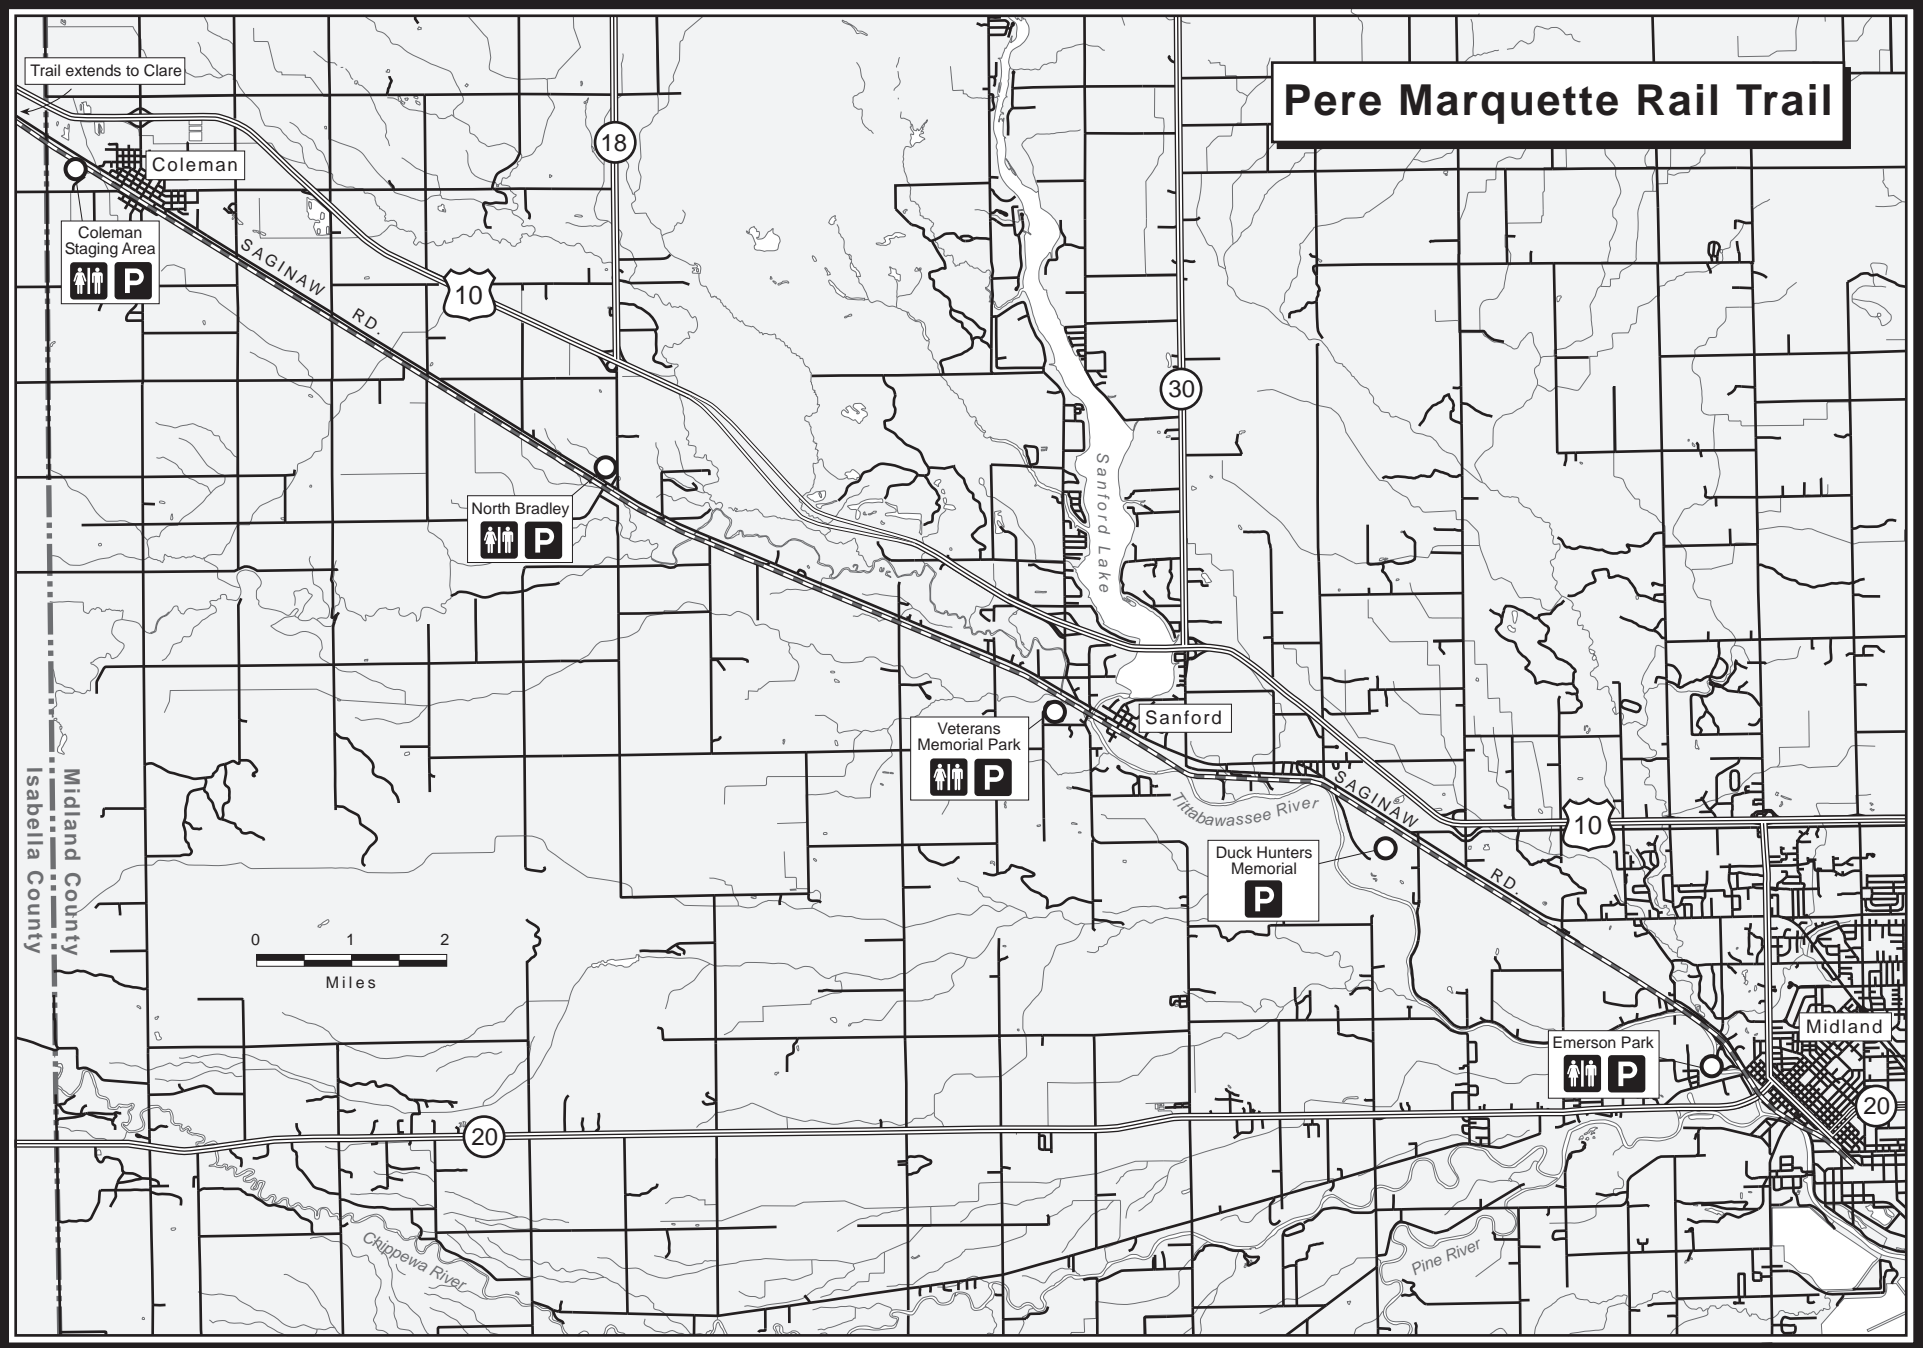 Pere Marquette Rail Trail
Trail extends to Clare
18
Coleman
Coleman
Staging Area
P
SAGINAW
RD.
10
30
Sanford Lake
North Bradley
P
Sanford
Veterans
Memorial Park
P
Tittabawassee River
SAGINAW
RD.
10
Duck Hunters
Memorial
P
Midland County
Isabella County
0 1 2
Miles
Midland
Emerson Park
P
20
20
Chippewa River
Pine River